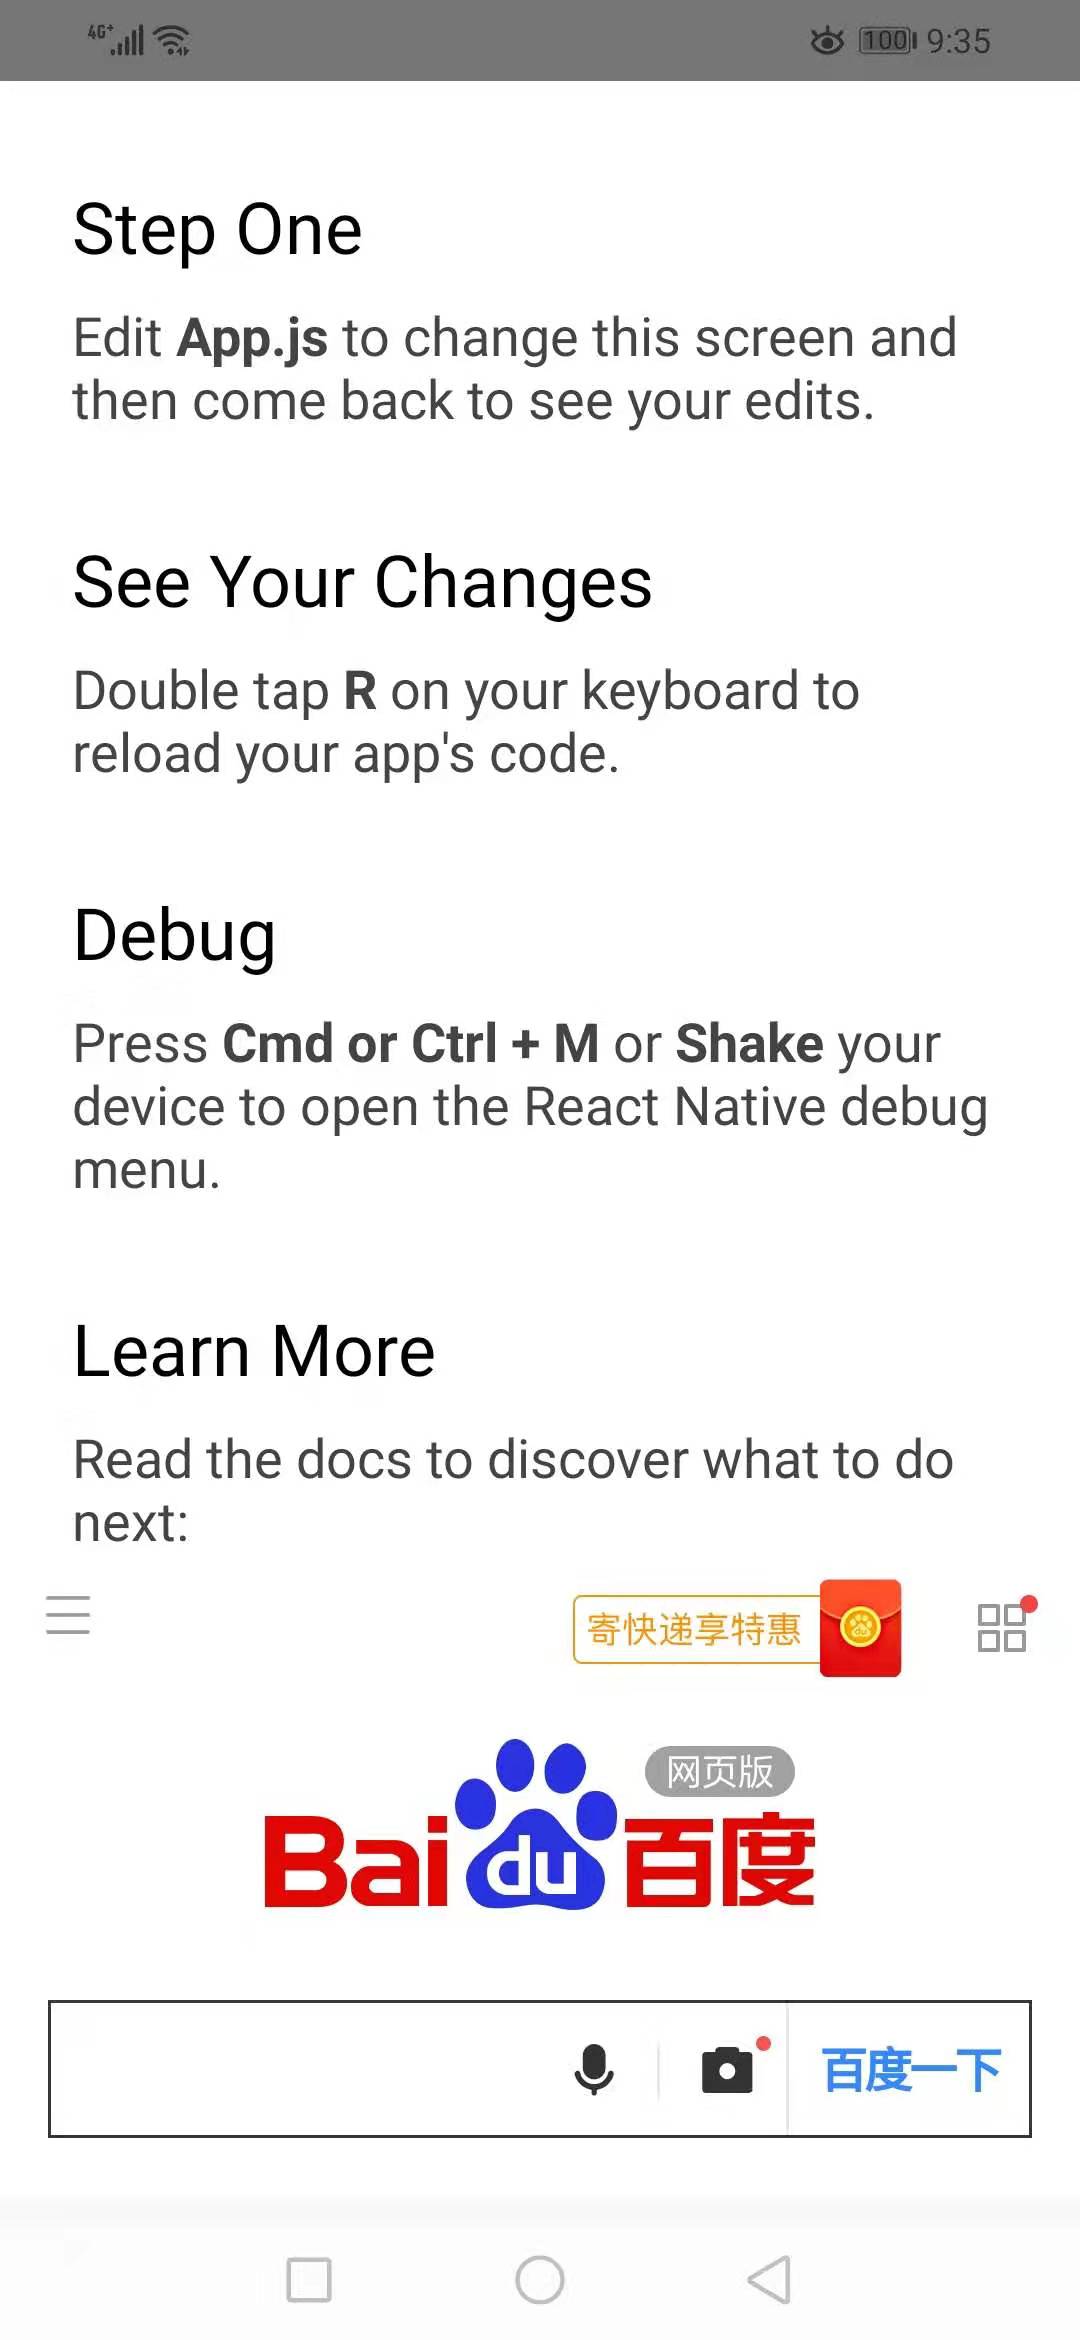 4G+ 100 9:35
Step One
Edit App.js to change this screen and
then come back to see your edits.
See Your Changes
Double tap R on your keyboard to
reload your app's code.
Debug
Press Cmd or Ctrl + M or Shake your
device to open the React Native debug
menu.
Learn More
Read the docs to discover what to do
next:
寄快递享特惠 du
网页版
Bai du 百度
百度一下